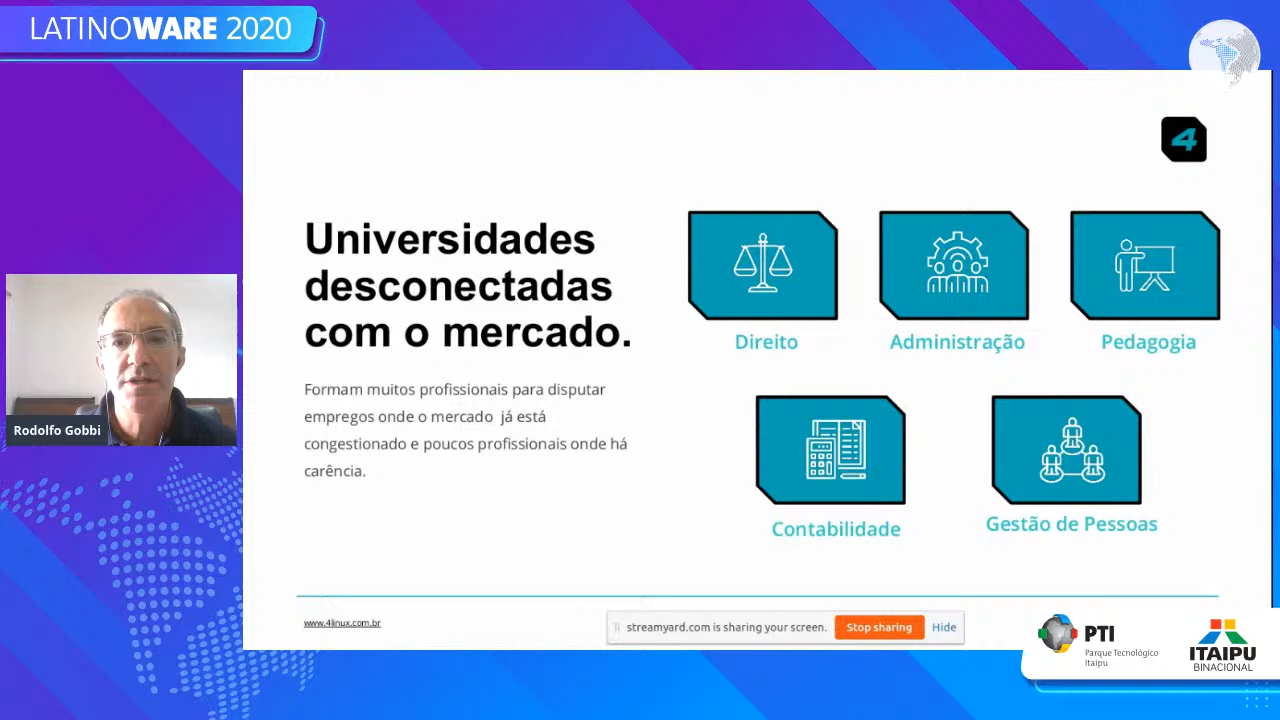 LATINOWARE 2020
4
Universidades
desconectadas
com o mercado.
Formam muitos profissionais para disputar
empregos onde o mercado já está
congestionado e poucos profissionais onde há
carência.
Direito
Administração
Pedagogia
Contabilidade
Gestão de Pessoas
Rodolfo Gobbi
www.4linux.com.br
streamyard.com is sharing your screen.
Stop sharing
Hide
PTI
Parque Tecnológico
Itaipu
ITAIPU
BINACIONAL